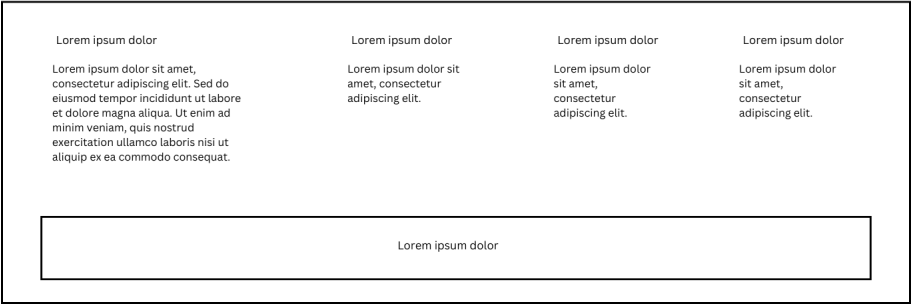 Lorem ipsum dolor
Lorem ipsum dolor sit amet,
consectetur adipiscing elit. Sed do
eiusmod tempor incididunt ut labore
et dolore magna aliqua. Ut enim ad
minim veniam, quis nostrud
exercitation ullamco laboris nisi ut
aliquip ex ea commodo consequat.
Lorem ipsum dolor
Lorem ipsum dolor sit
amet, consectetur
adipiscing elit.
Lorem ipsum dolor
Lorem ipsum dolor
sit amet,
consectetur
adipiscing elit.
Lorem ipsum dolor
Lorem ipsum dolor
sit amet,
consectetur
adipiscing elit.
Lorem ipsum dolor